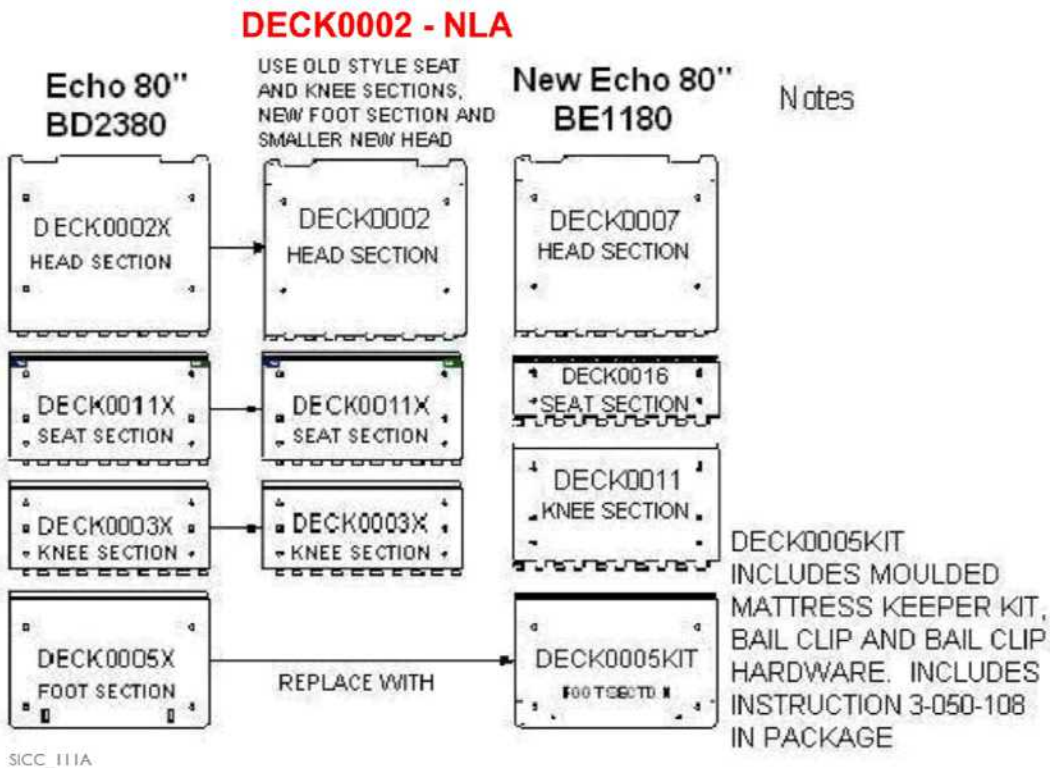 DECK0002 - NLA
Echo 80"
BD2380
USE OLD STYLE SEAT
AND KNEE SECTIONS,
NEW FOOT SECTION AND
SMALLER NEW HEAD
New Echo 80"
BE1180
Notes
DECK0002X
HEAD SECTION
DECK0002
HEAD SECTION
DECK0007
HEAD SECTION
DECK0011X
SEAT SECTION
DECK0011X
SEAT SECTION
DECK0016
SEAT SECTION
DECK0003X
KNEE SECTION
DECK0003X
KNEE SECTION
DECK0011
KNEE SECTION
DECK0005X
FOOT SECTION
REPLACE WITH
DECK0005KIT
FOOT SECTION
DECK0005KIT
INCLUDES MOULDED
MATTRESS KEEPER KIT,
BAIL CLIP AND BAIL CLIP
HARDWARE. INCLUDES
INSTRUCTION 3-050-108
IN PACKAGE
SICC 111A